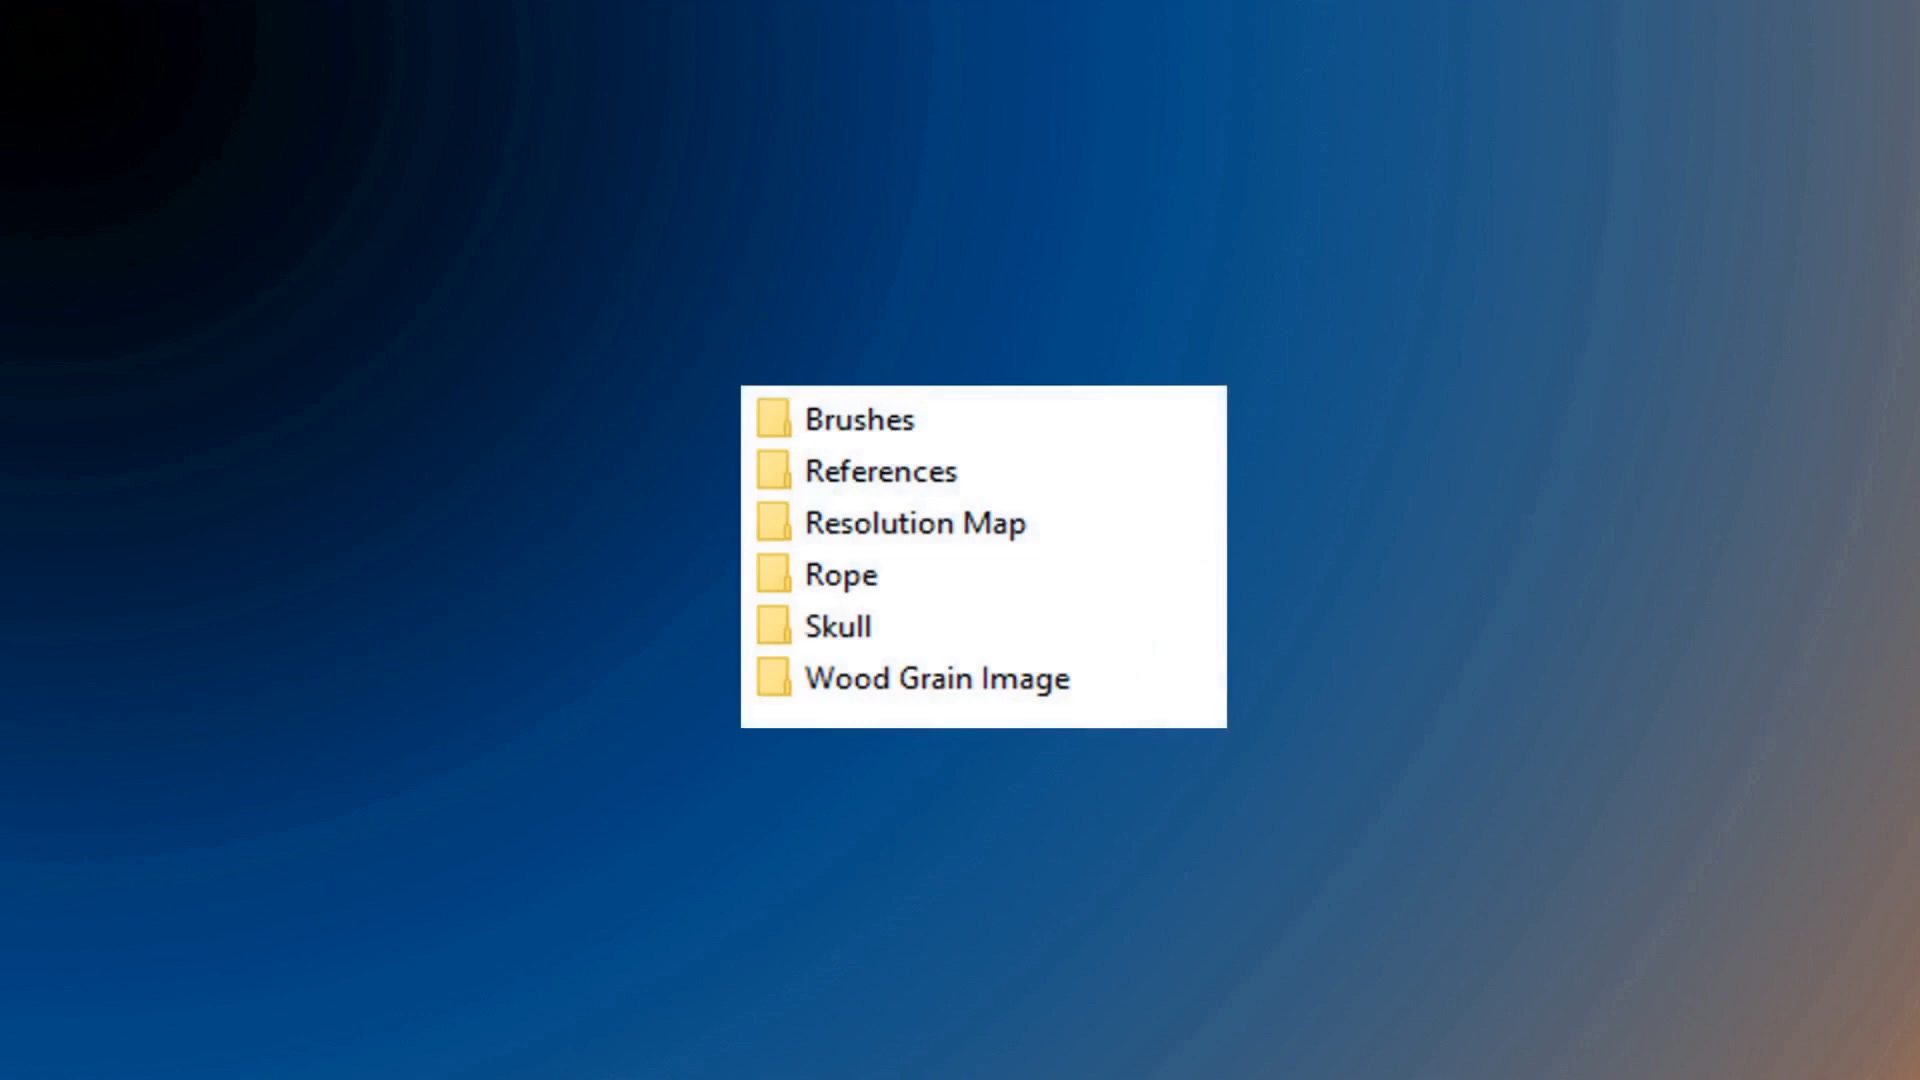 Brushes
References
Resolution Map
Rope
Skull
Wood Grain Image